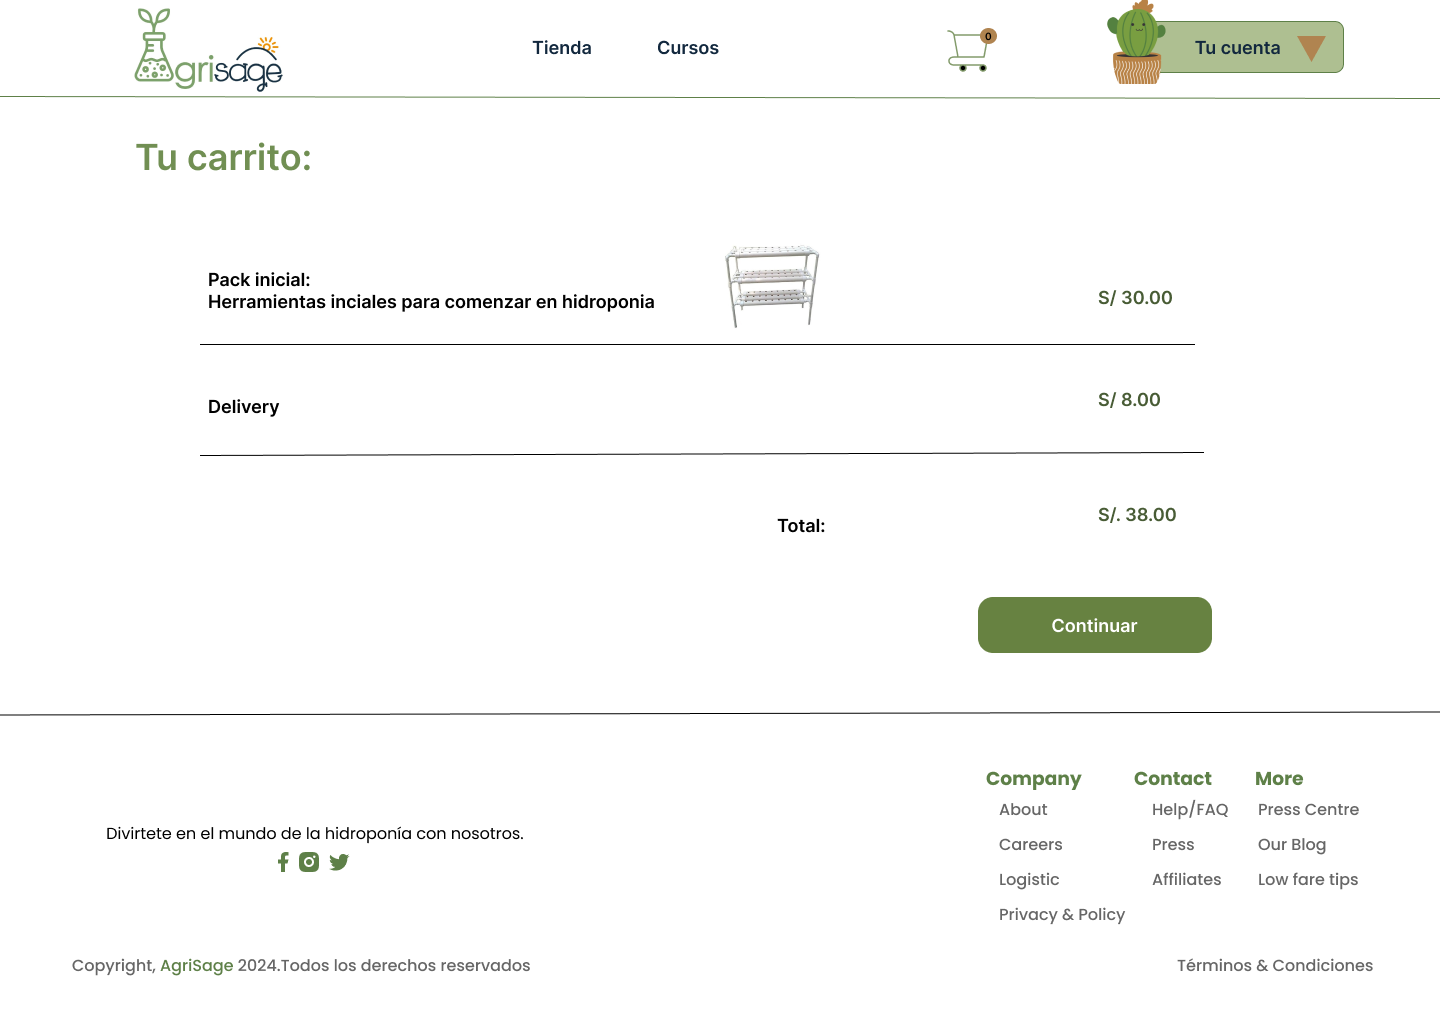 Agrisage
Tienda
Cursos
0
Tu cuenta
Tu carrito:
Pack inicial:
Herramientas inciales para comenzar en hidroponia
S/ 30.00
Delivery
S/ 8.00
Total:
S/. 38.00
Continuar
Divirtete en el mundo de la hidroponía con nosotros.
Company
About
Careers
Logistic
Privacy & Policy
Contact
Help/FAQ
Press
Affiliates
More
Press Centre
Our Blog
Low fare tips
Copyright, AgriSage 2024.Todos los derechos reservados
Términos & Condiciones